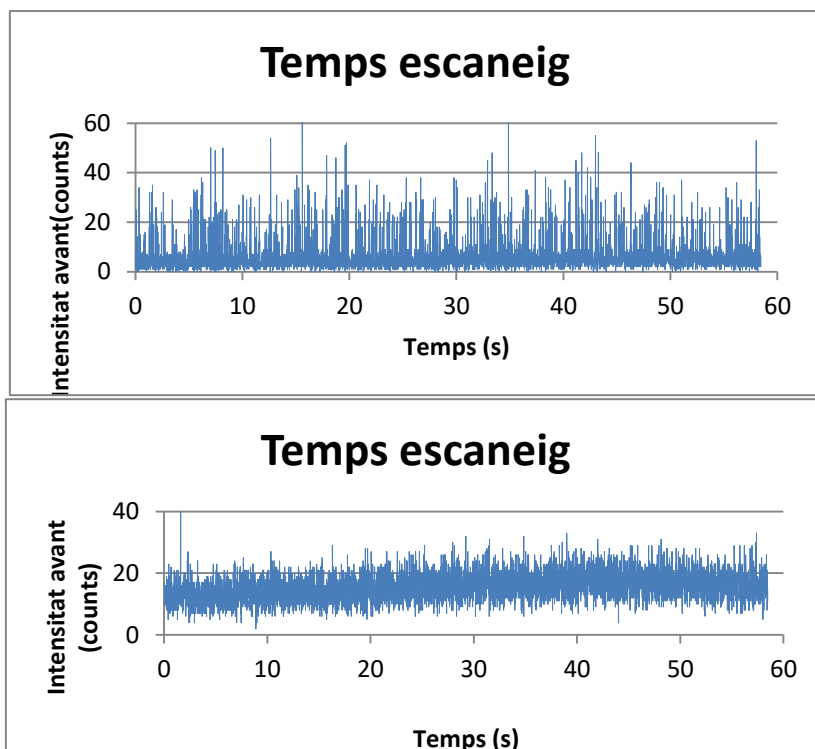 Temps escaneig
Intensitat avant(counts)
60
40
20
0
0 10 20 30 40 50 60
Temps (s)
Temps escaneig
Intensitat avant
(counts)
40
20
0
0 10 20 30 40 50 60
Temps (s)